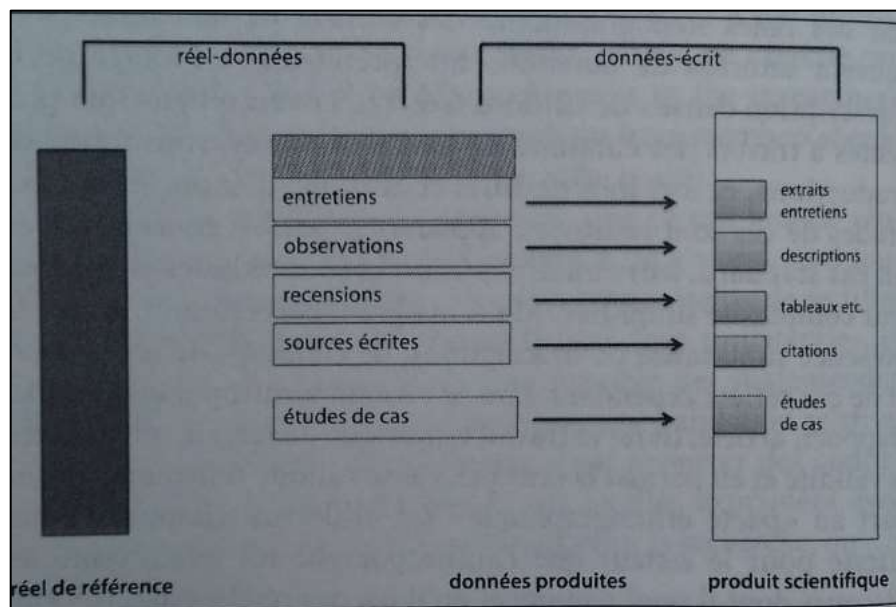 réel-données
données-écrit
entretiens
extraits
entretiens
observations
descriptions
recensions
tableaux etc.
sources écrites
citations
études de cas
études
de cas
réel de référence
données produites
produit scientifique